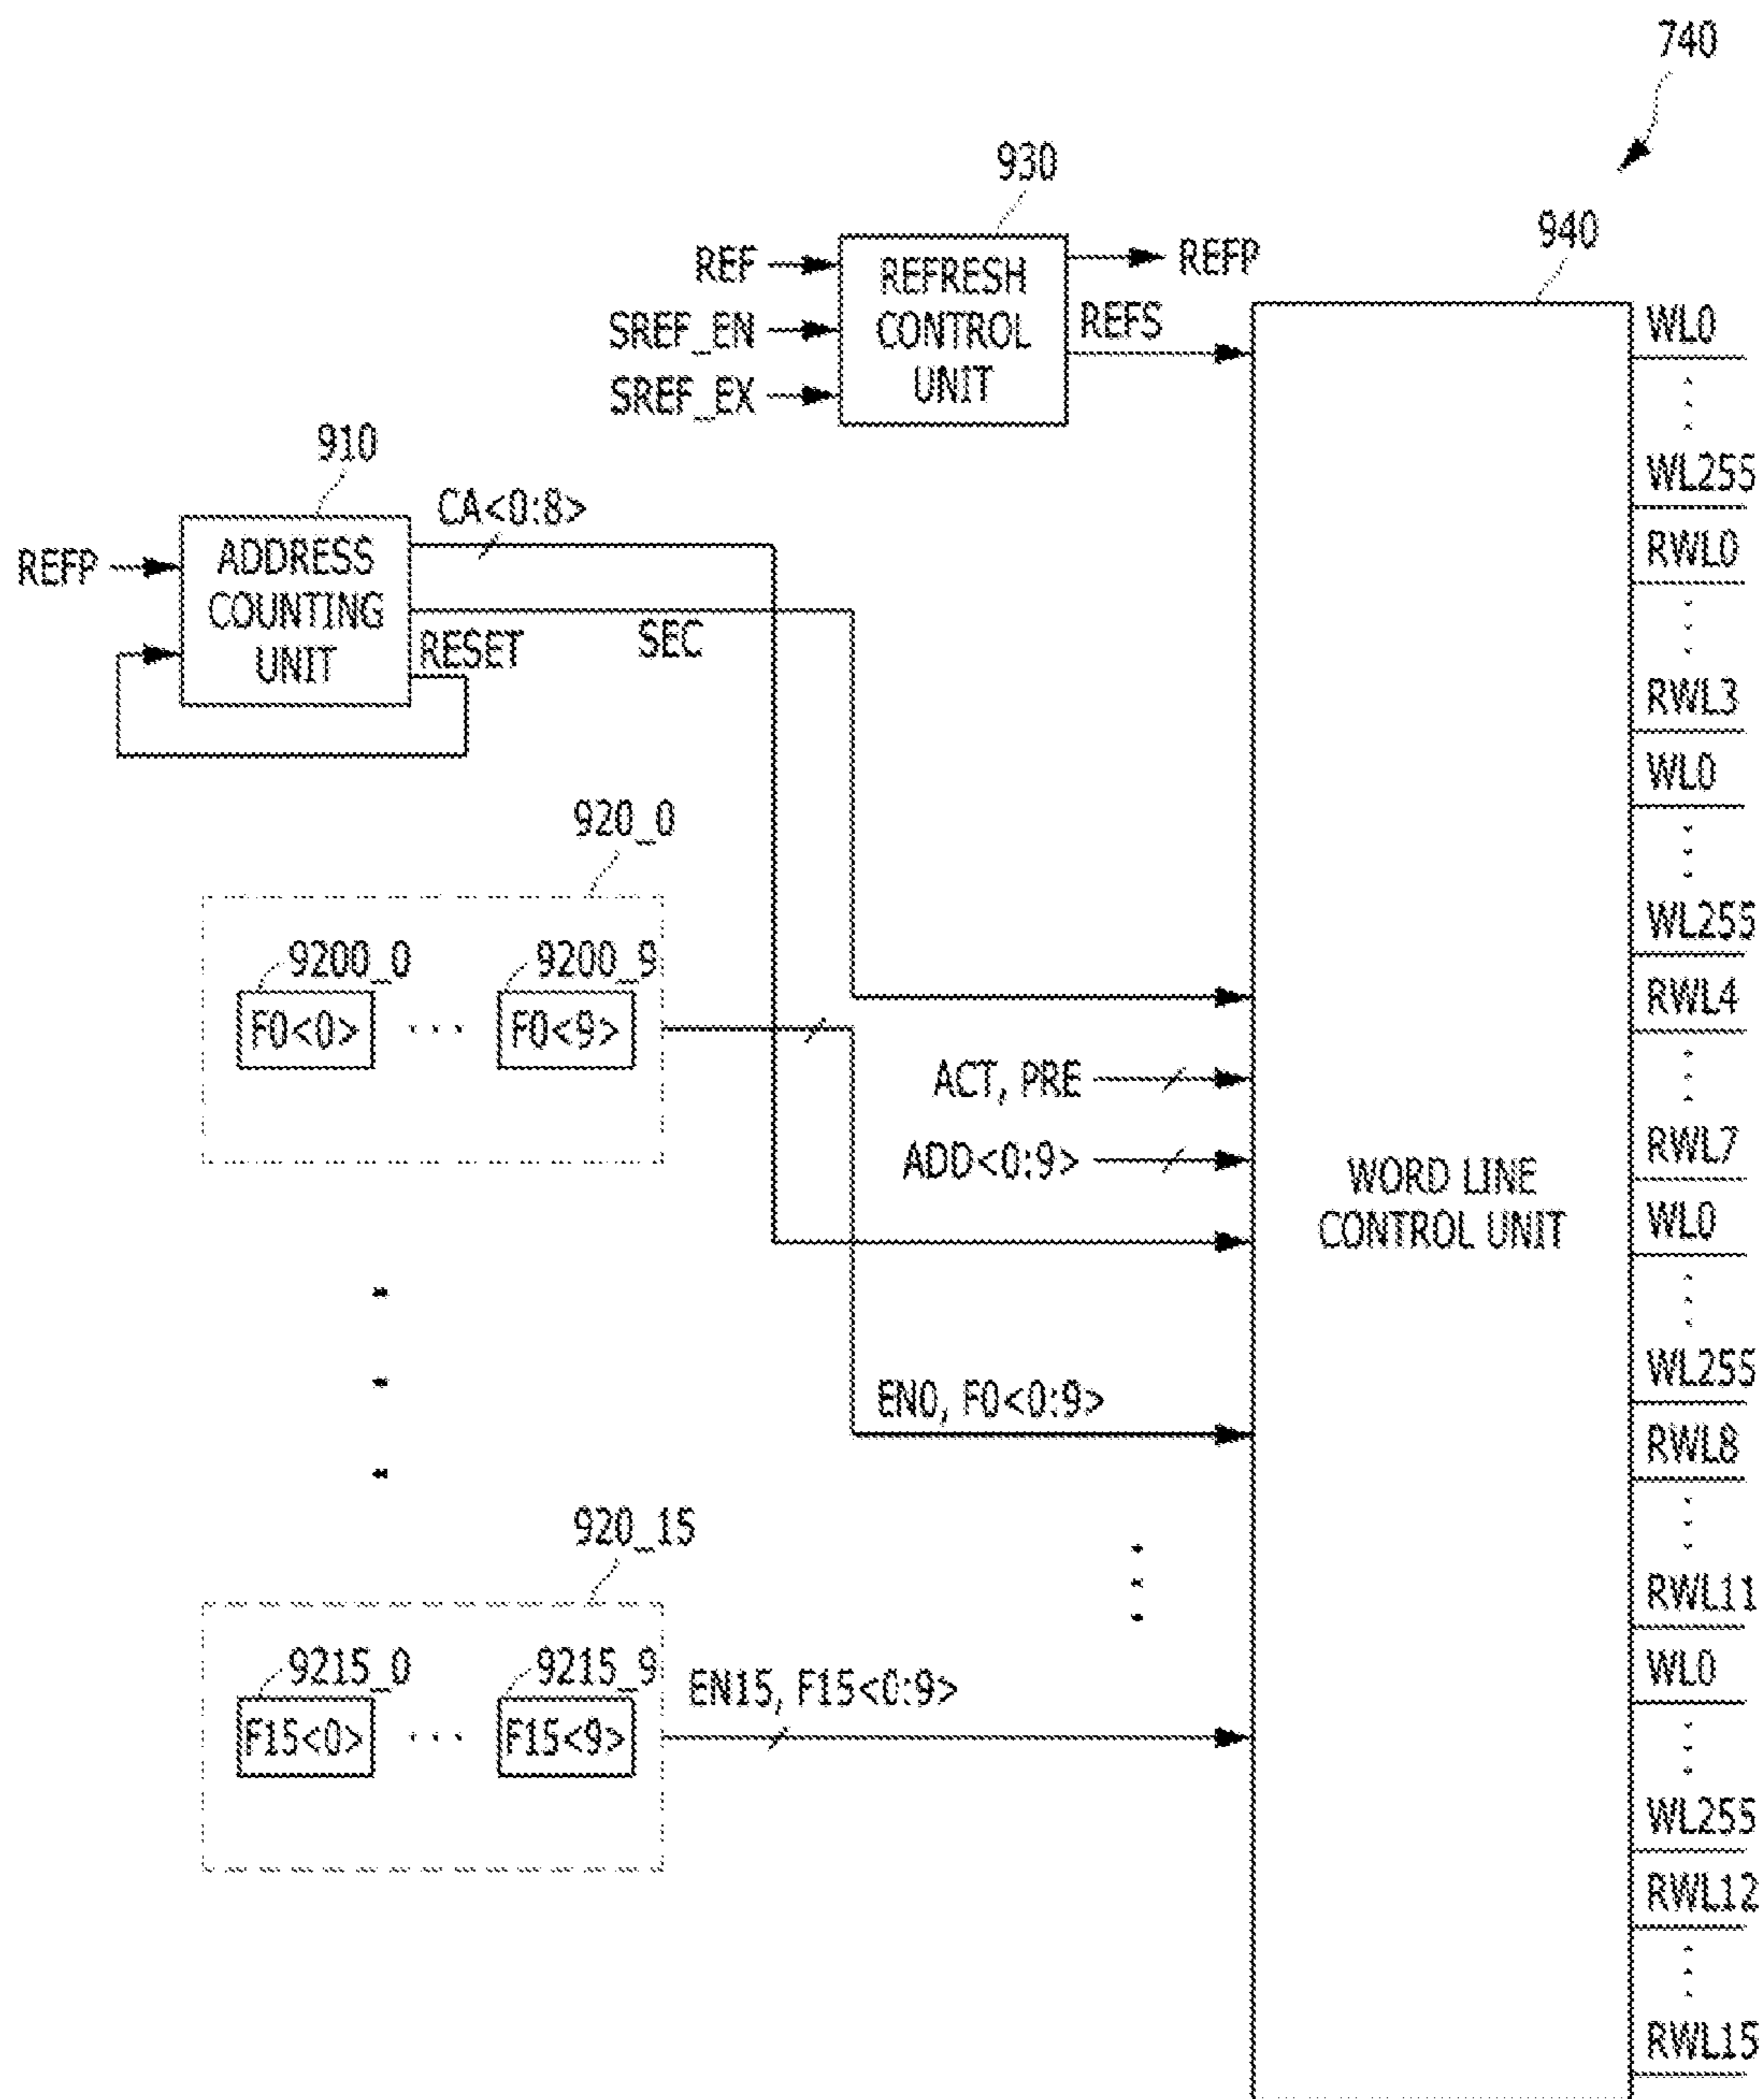 740
930
940
REF
SREF_EN
SREF_EX
REFRESH
CONTROL
UNIT
REFP
REFS
910
REFP
ADDRESS
COUNTING
UNIT
CA<0:8>
SEC
RESET
920_0
9200_0
9200_9
F0<0>
F0<9>
ACT, PRE
ADD<0:9>
EN0, F0<0:9>
920_15
9215_0
9215_9
F15<0>
F15<9>
EN15, F15<0:9>
WORD LINE
CONTROL UNIT
WL0
WL255
RWL0
RWL3
WL0
WL255
RWL4
RWL7
WL0
WL255
RWL8
RWL11
WL0
WL255
RWL12
RWL15